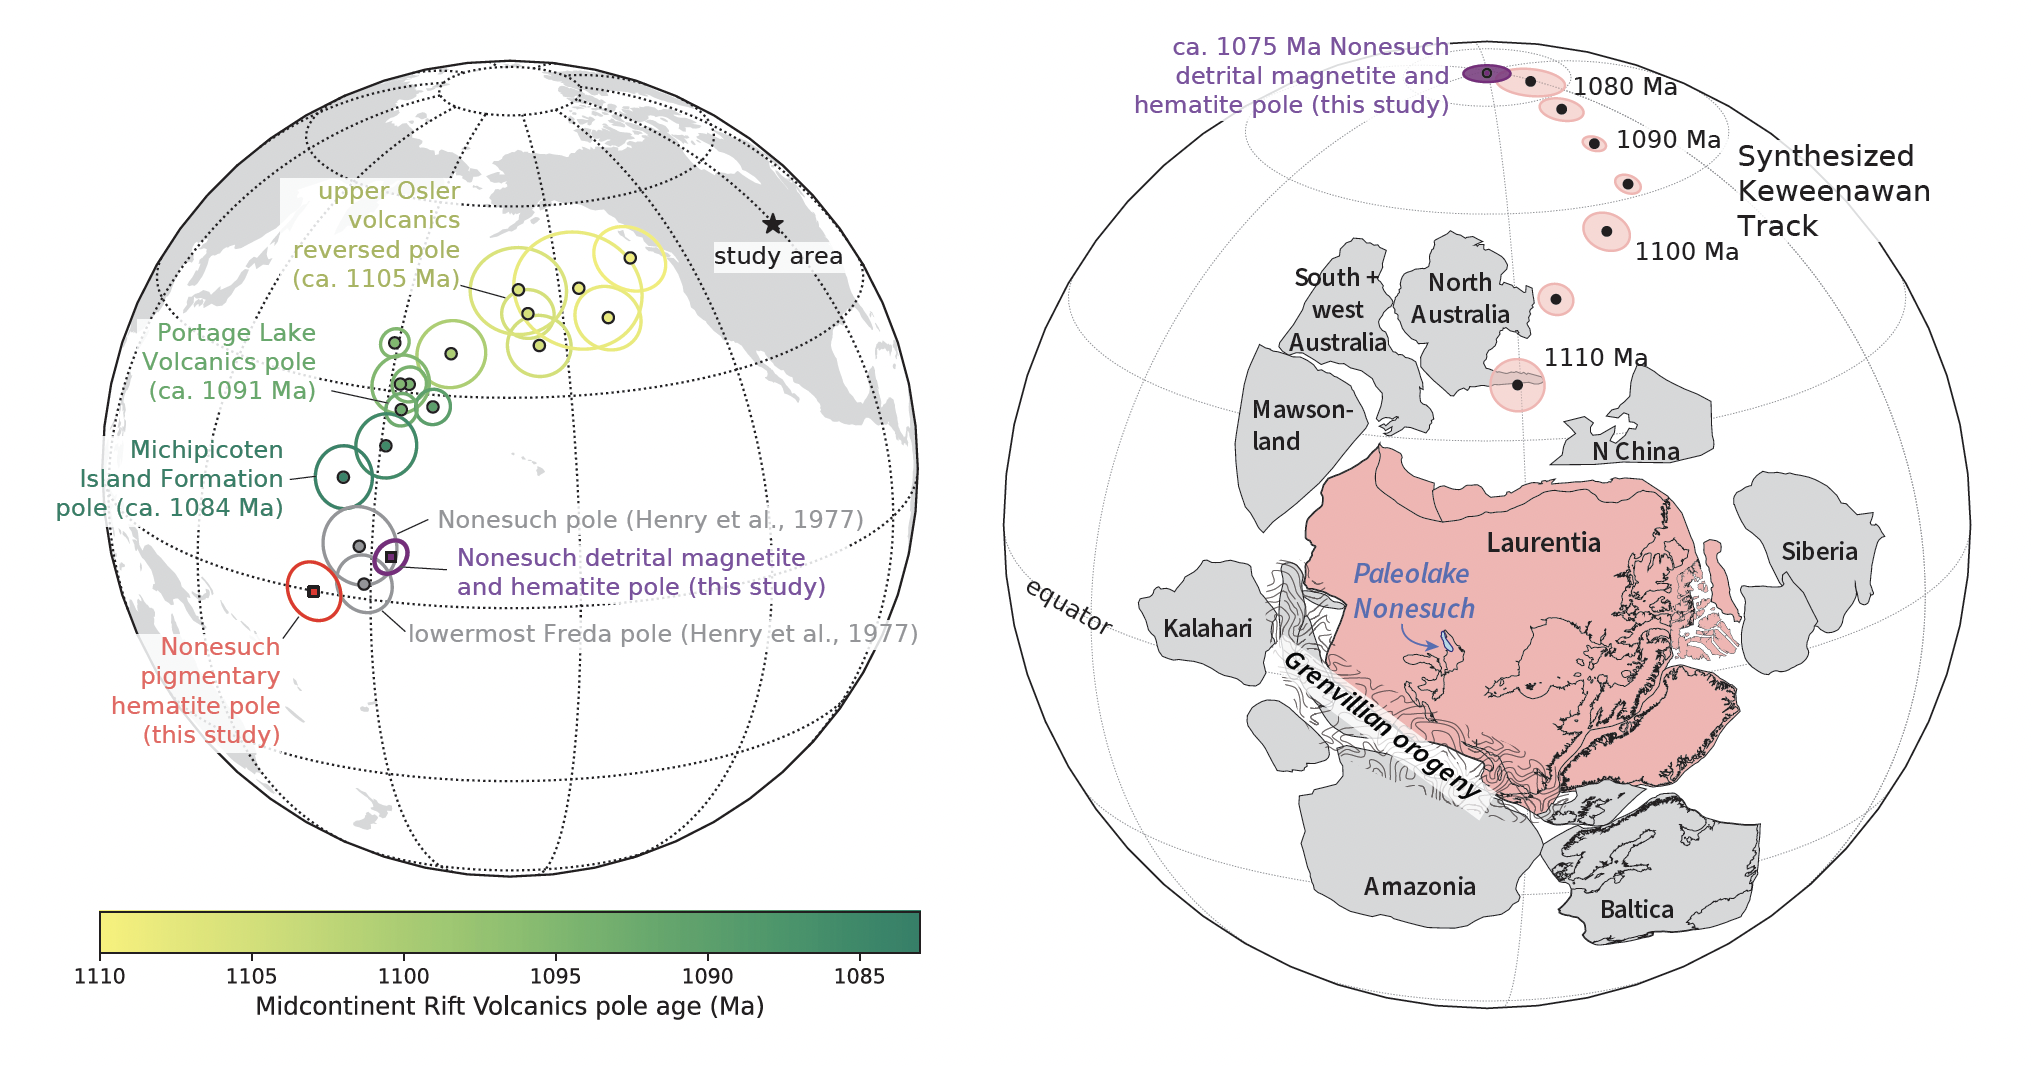 upper Osler
volcanics
reversed pole
(ca. 1105 Ma)
study area
Portage Lake
Volcanics pole
(ca. 1091 Ma)
Michipicoten
Island Formation
pole (ca. 1084 Ma)
Nonesuch pole (Henry et al., 1977)
Nonesuch detrital magnetite
and hematite pole (this study)
lowermost Freda pole (Henry et al., 1977)
Nonesuch
pigmentary
hematite pole
(this study)
1110
1105
1100
1095
1090
1085
Midcontinent Rift Volcanics pole age (Ma)
ca. 1075 Ma Nonesuch
detrital magnetite and
hematite pole (this study)
1080 Ma
1090 Ma
Synthesized
Keweenawan
Track
1100 Ma
1110 Ma
South +
west
Australia
North
Australia
Mawson-
land
N China
Laurentia
Siberia
Paleolake
Nonesuch
equator
Kalahari
Grenvillian orogeny
Amazonia
Baltica